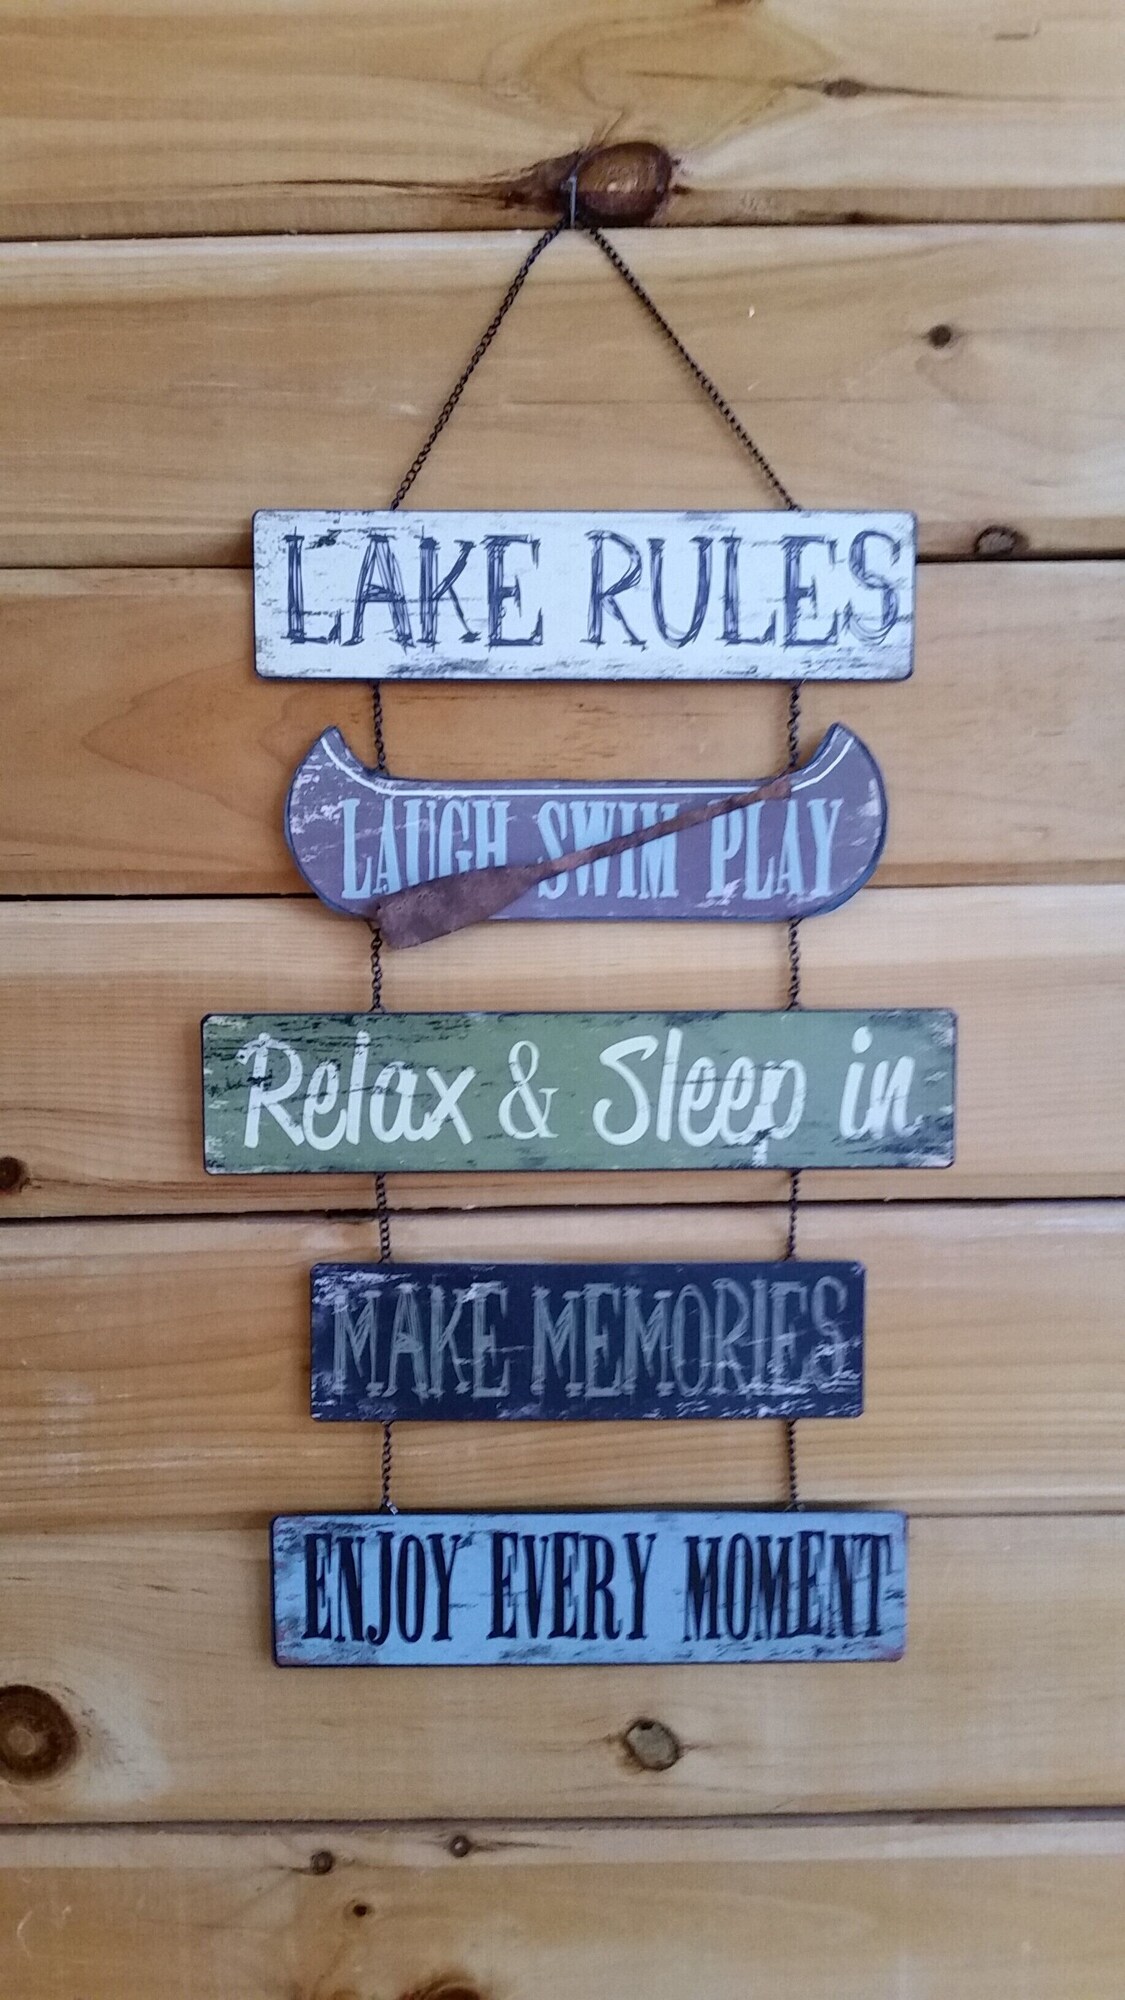 LAKE RULES
LAUGH SWIM PLAY
Relax & Sleep in
MAKE MEMORIES
ENJOY EVERY MOMENT